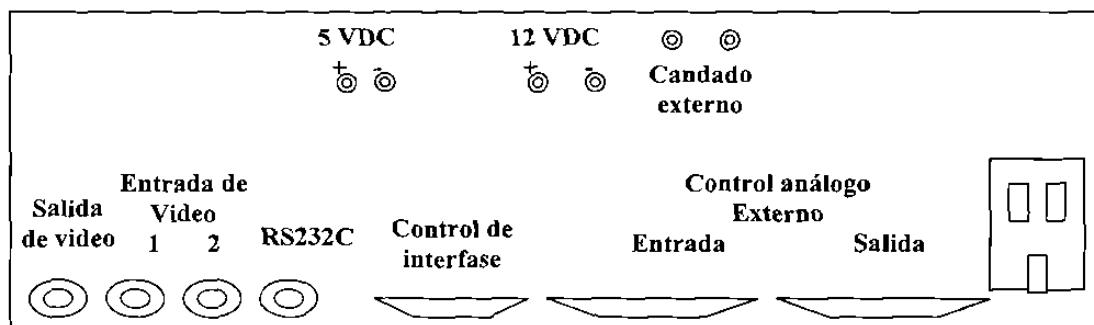 5 VDC
12 VDC
+ -
+ -
Candado
externo
Entrada de
Video
1 2
Salida
de video
RS232C
Control de
interfase
Control análogo
Externo
Entrada
Salida